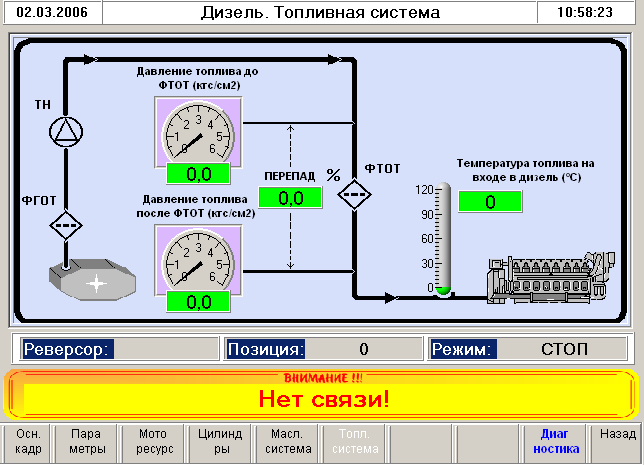 02.03.2006
Дизель. Топливная система
10:58:23
Давление топлива до
ФТОТ (кгс/см2)
ТН
0 1 2 3 4 5 6
0,0
ПЕРЕПАД %
0,0
ФТОТ
Температура топлива на
входе в дизель (°C)
0
120
90
60
30
0
ФГОТ
Давление топлива
после ФТОТ (кгс/см2)
0 1 2 3 4 5 6
0,0
Реверсор:
Позиция: 0
Режим: СТОП
ВНИМАНИЕ !!!
Нет связи!
Осн.
кадр
Пара
метры
Мото
ресурс
Цилинд
ры
Масл.
система
Топл.
система
Диаг
ностика
Назад